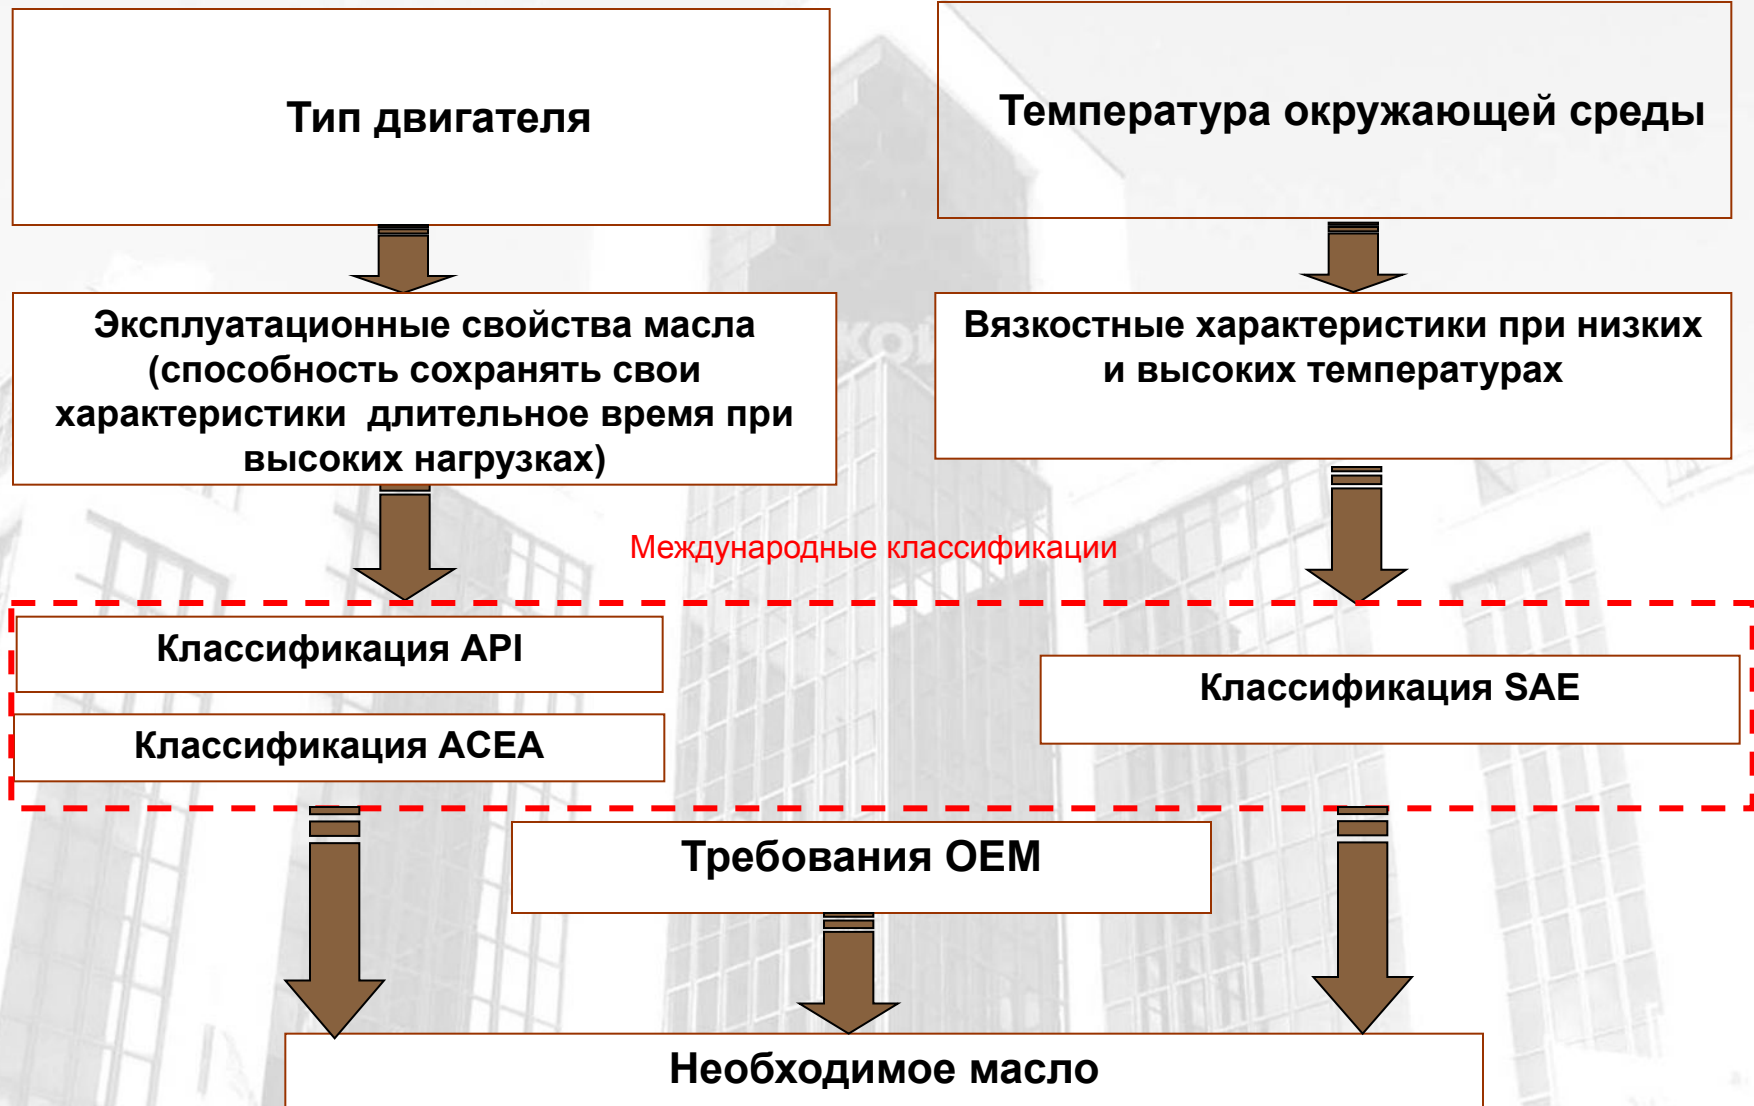 Тип двигателя
Температура окружающей среды
Эксплуатационные свойства масла
(способность сохранять свои
характеристики  длительное время при
высоких нагрузках)
Вязкостные характеристики при низких
и высоких температурах
Международные классификации
Классификация API
Классификация ACEA
Классификация SAE
Требования OEM
Необходимое масло